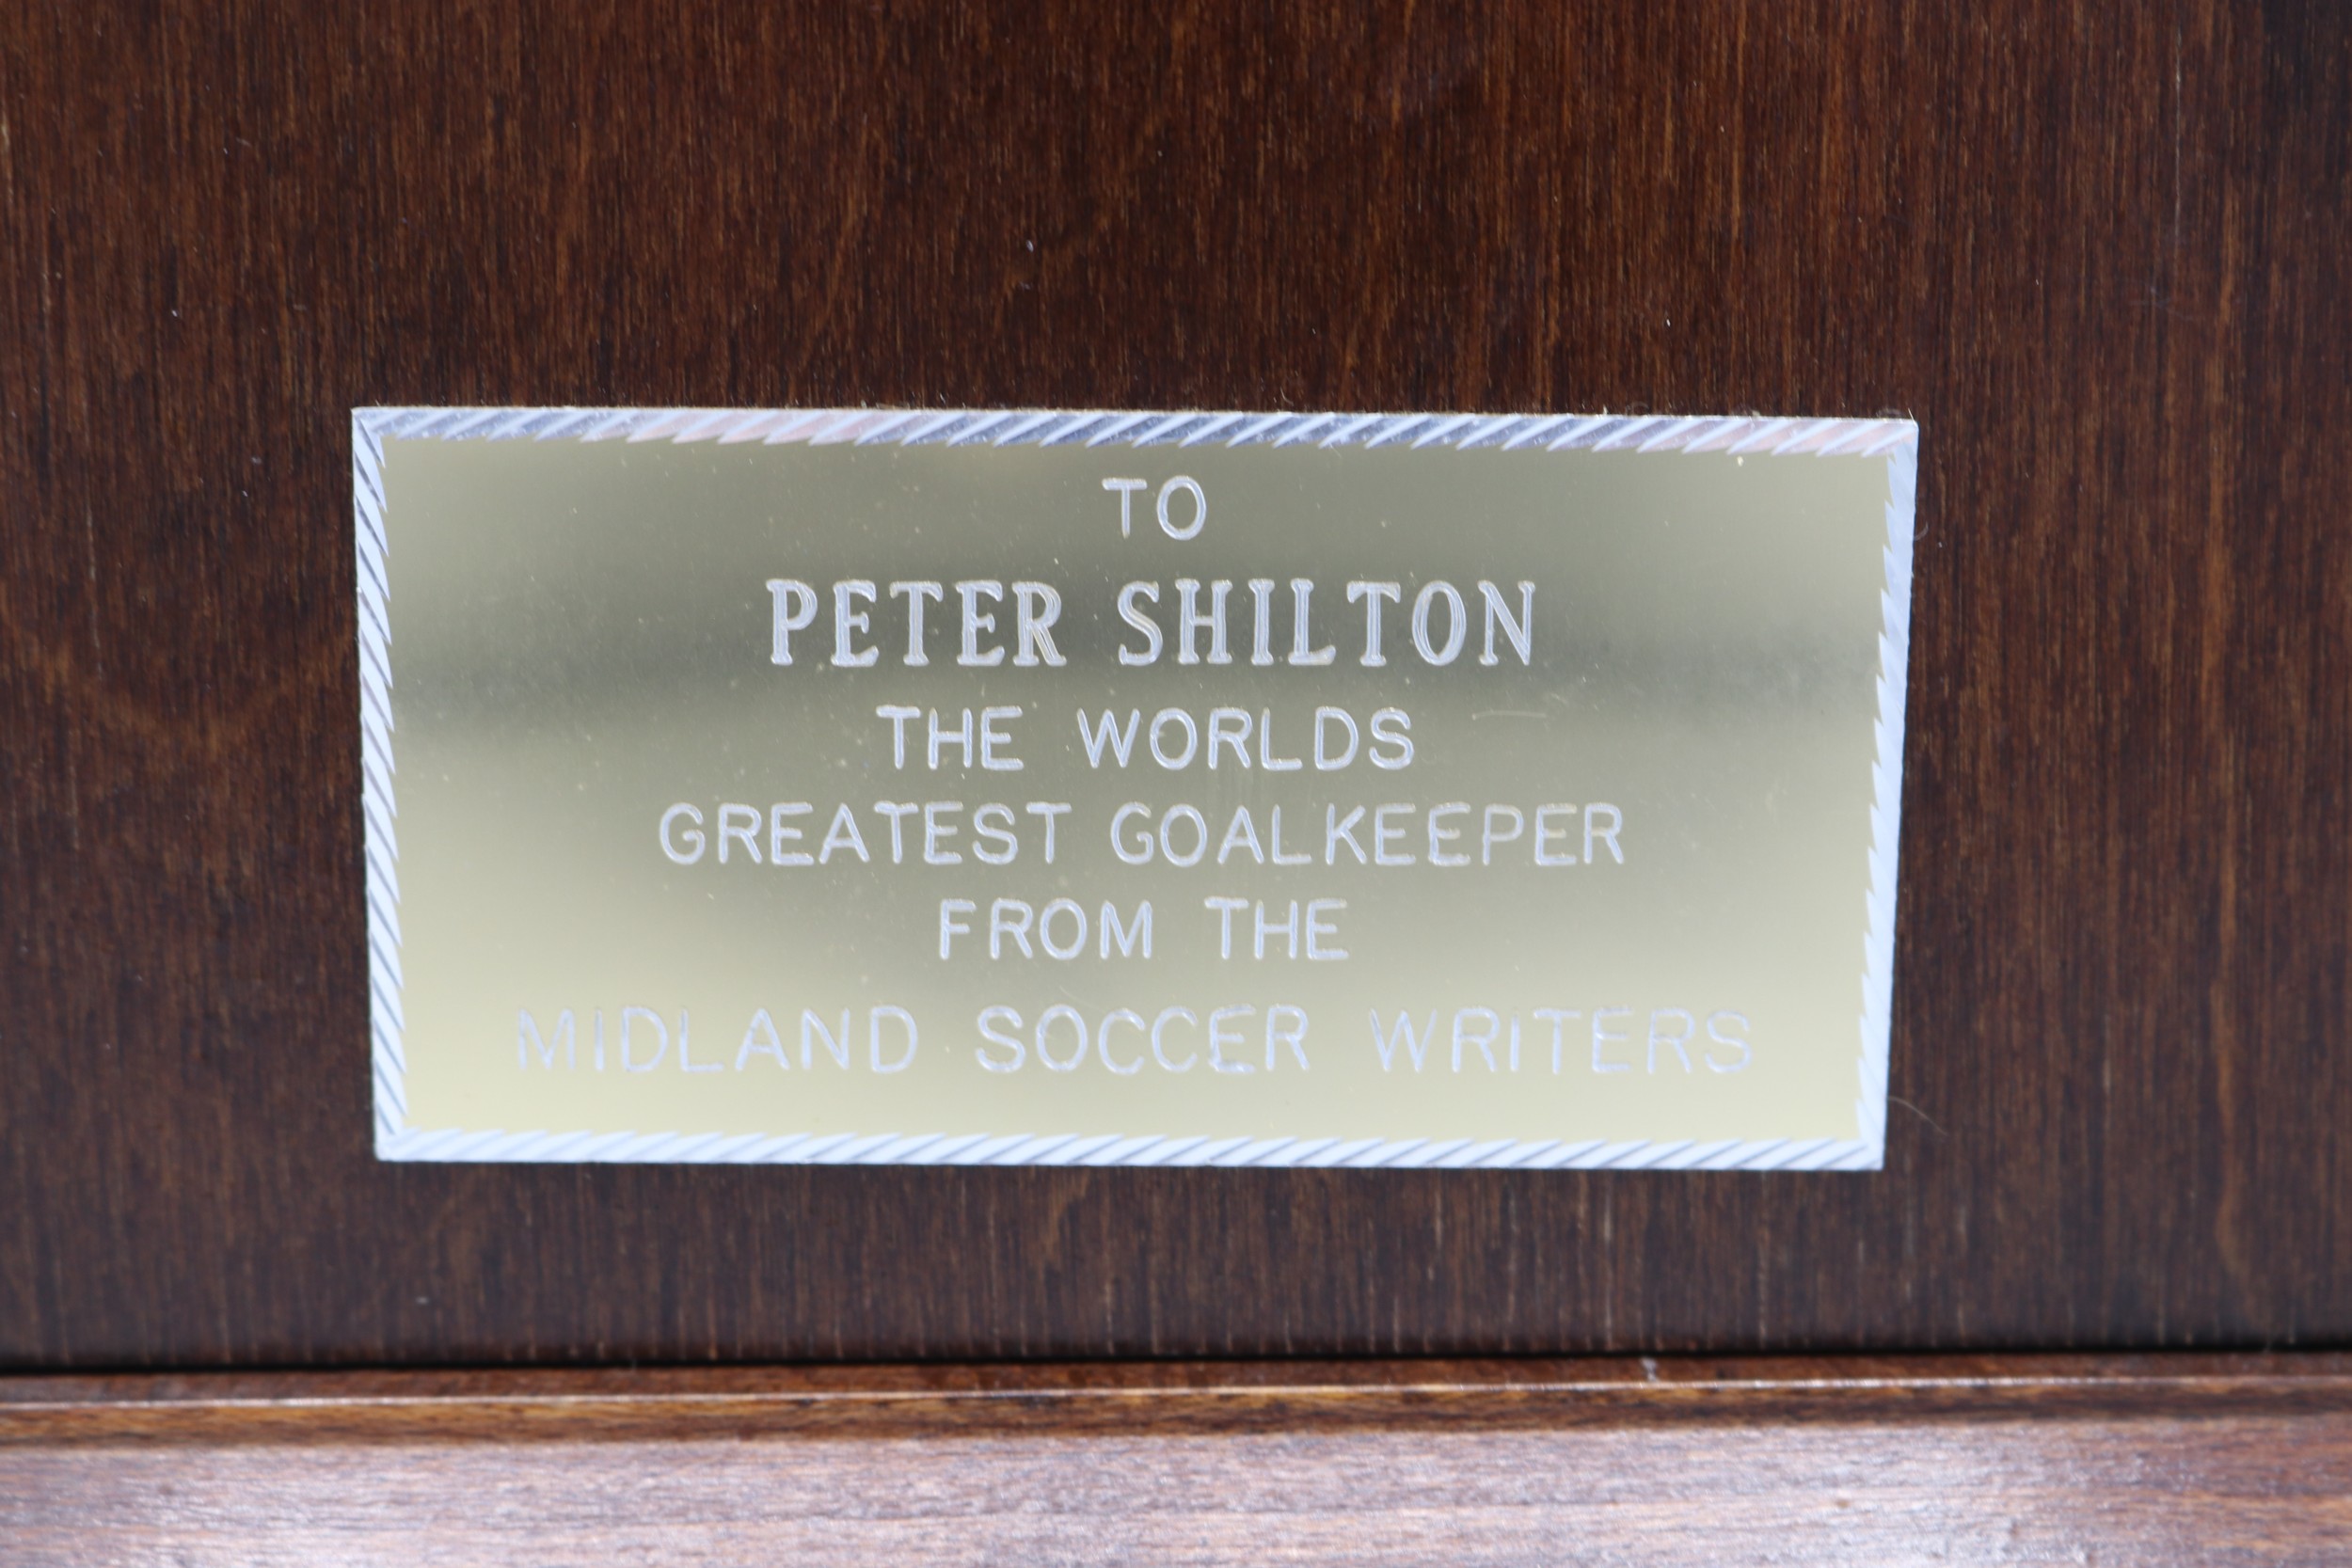 TO
PETER SHILTON
THE WORLDS
GREATEST GOALKEEPER
FROM THE
MIDLAND SOCCER WRITERS